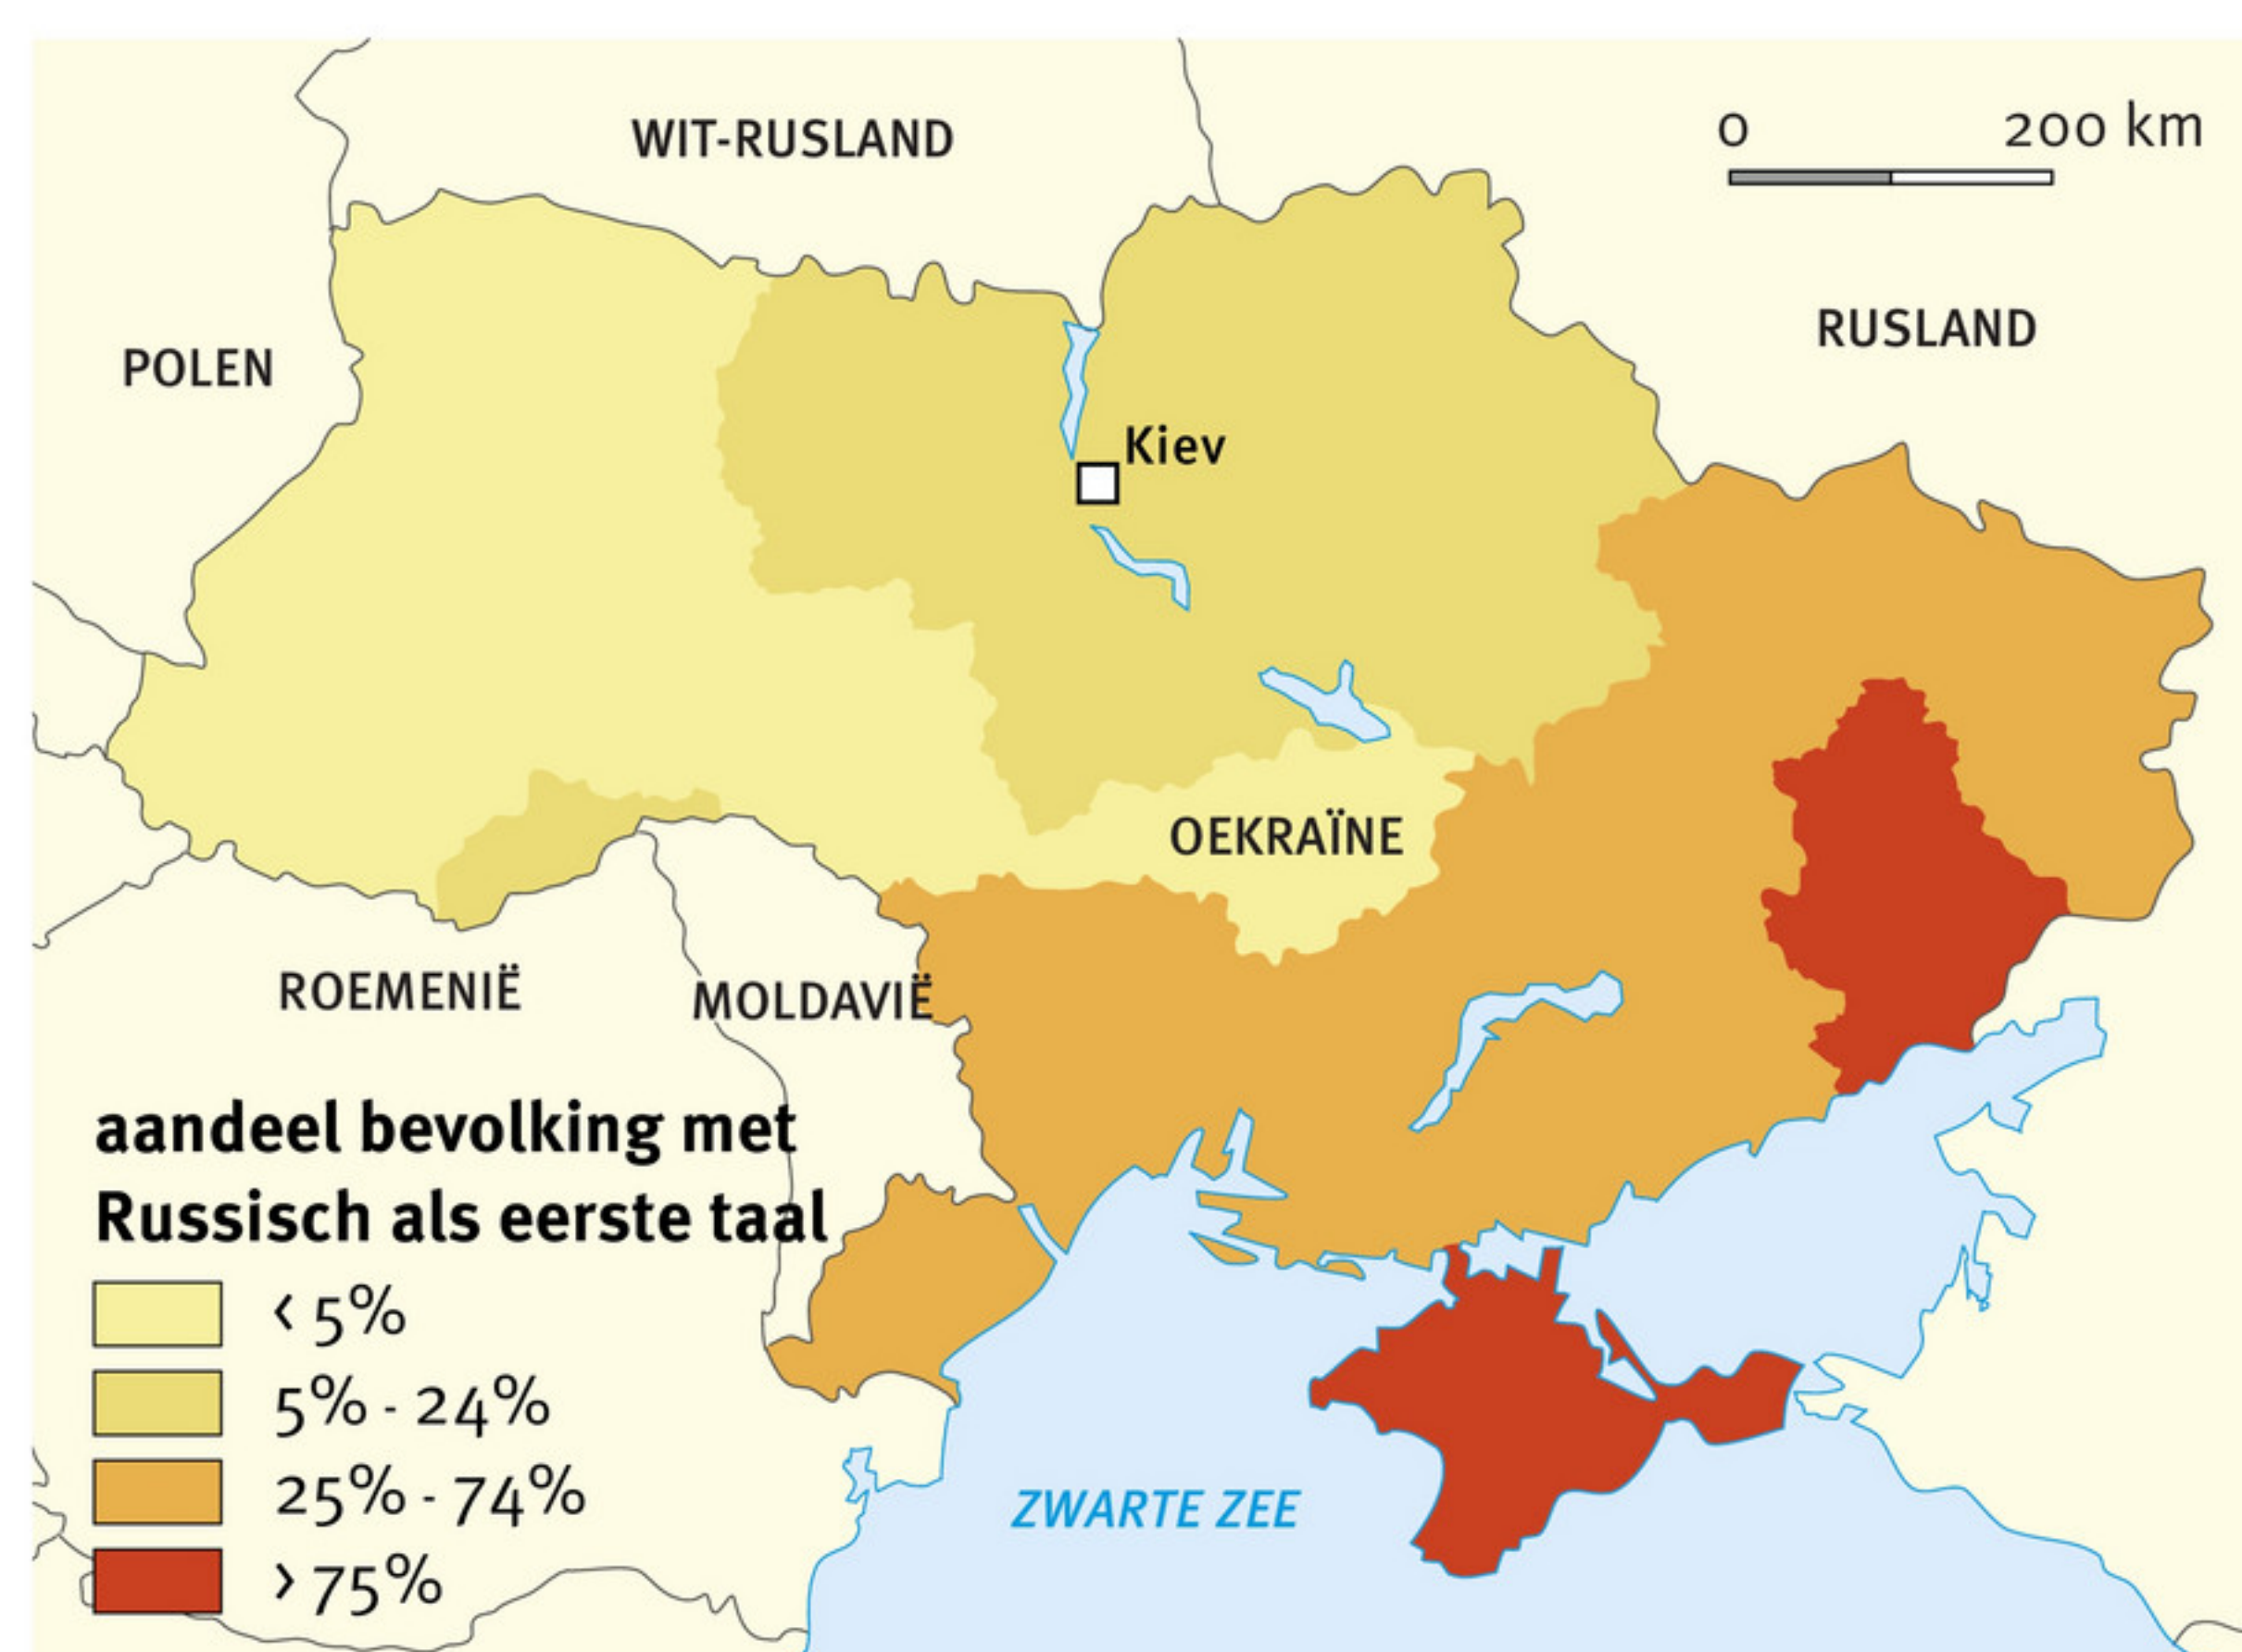 WIT-RUSLAND
0 200 km
RUSLAND
POLEN
Kiev
OEKRAÏNE
ROEMENIË
MOLDAVIË
aandeel bevolking met
Russisch als eerste taal
< 5%
5% - 24%
25% - 74%
> 75%
ZWARTE ZEE